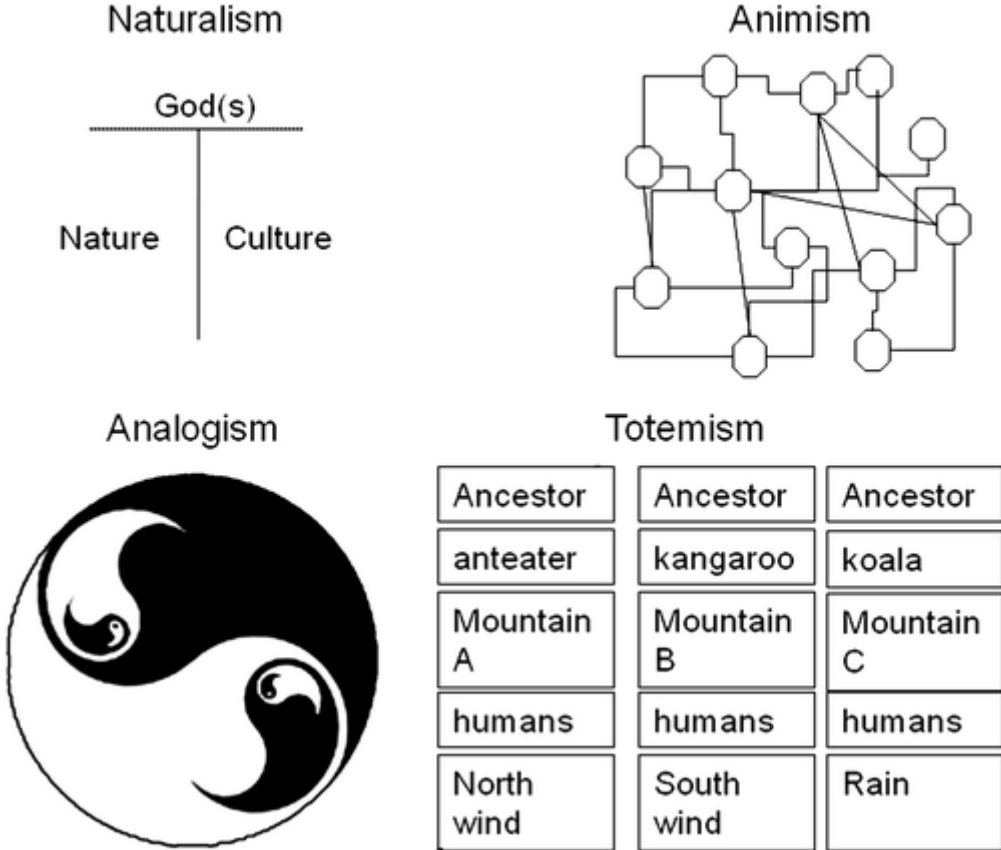 Naturalism
God(s)
Nature
Culture
Animism
Analogism
Totemism
Ancestor
Ancestor
Ancestor
anteater
kangaroo
koala
Mountain
A
Mountain
B
Mountain
C
humans
humans
humans
North
wind
South
wind
Rain